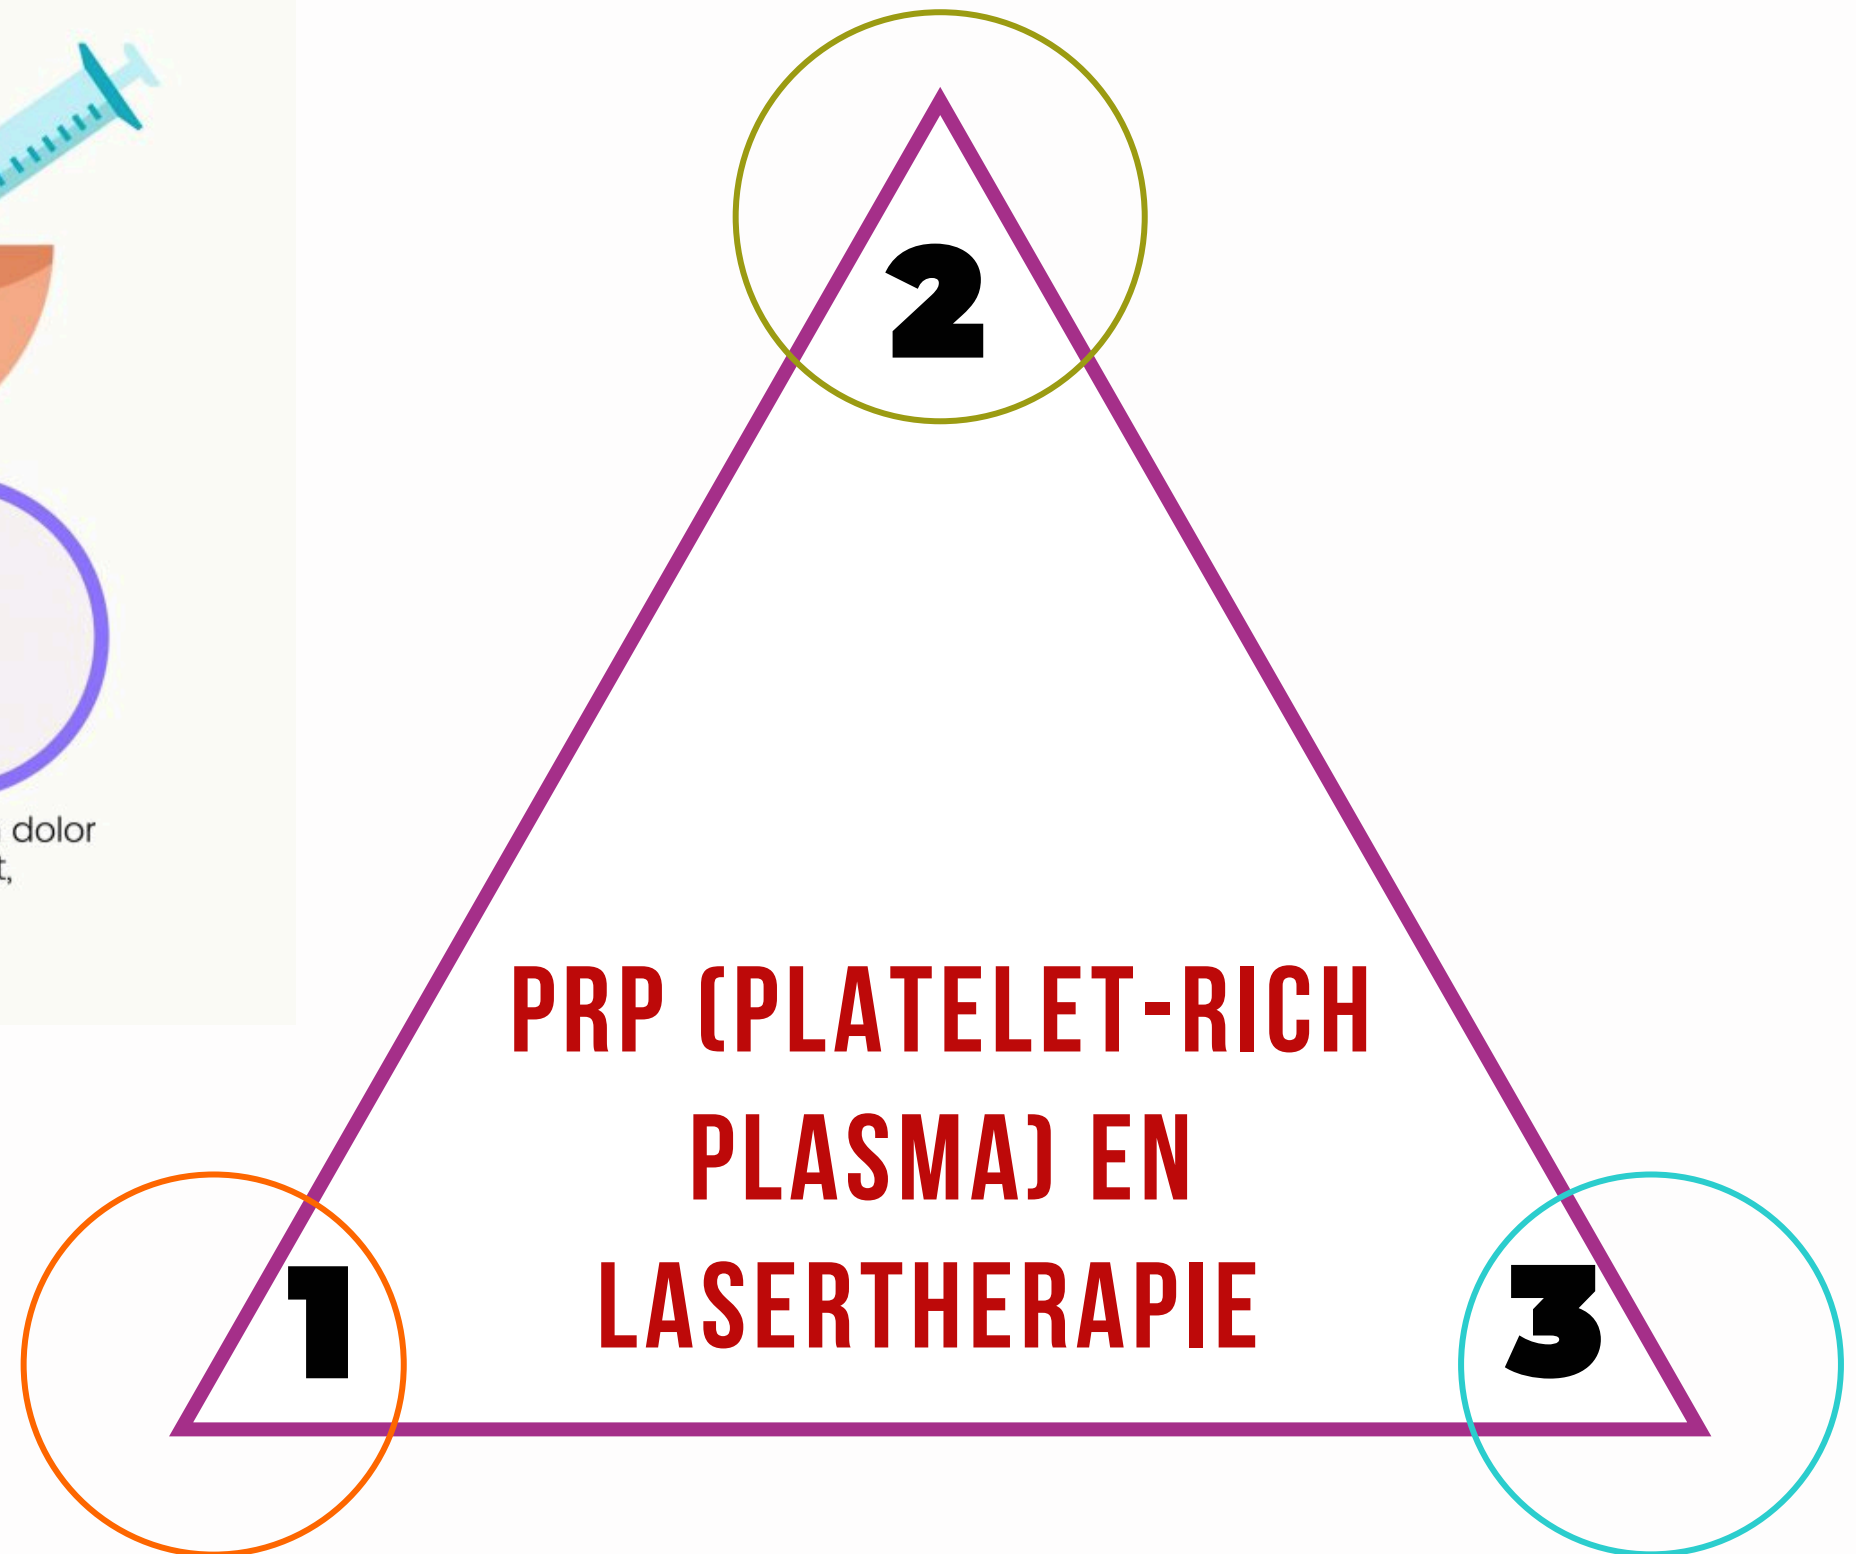 2
dolor
PRP (PLATELET-RICH
PLASMA) EN
LASERTHERAPIE
1
3